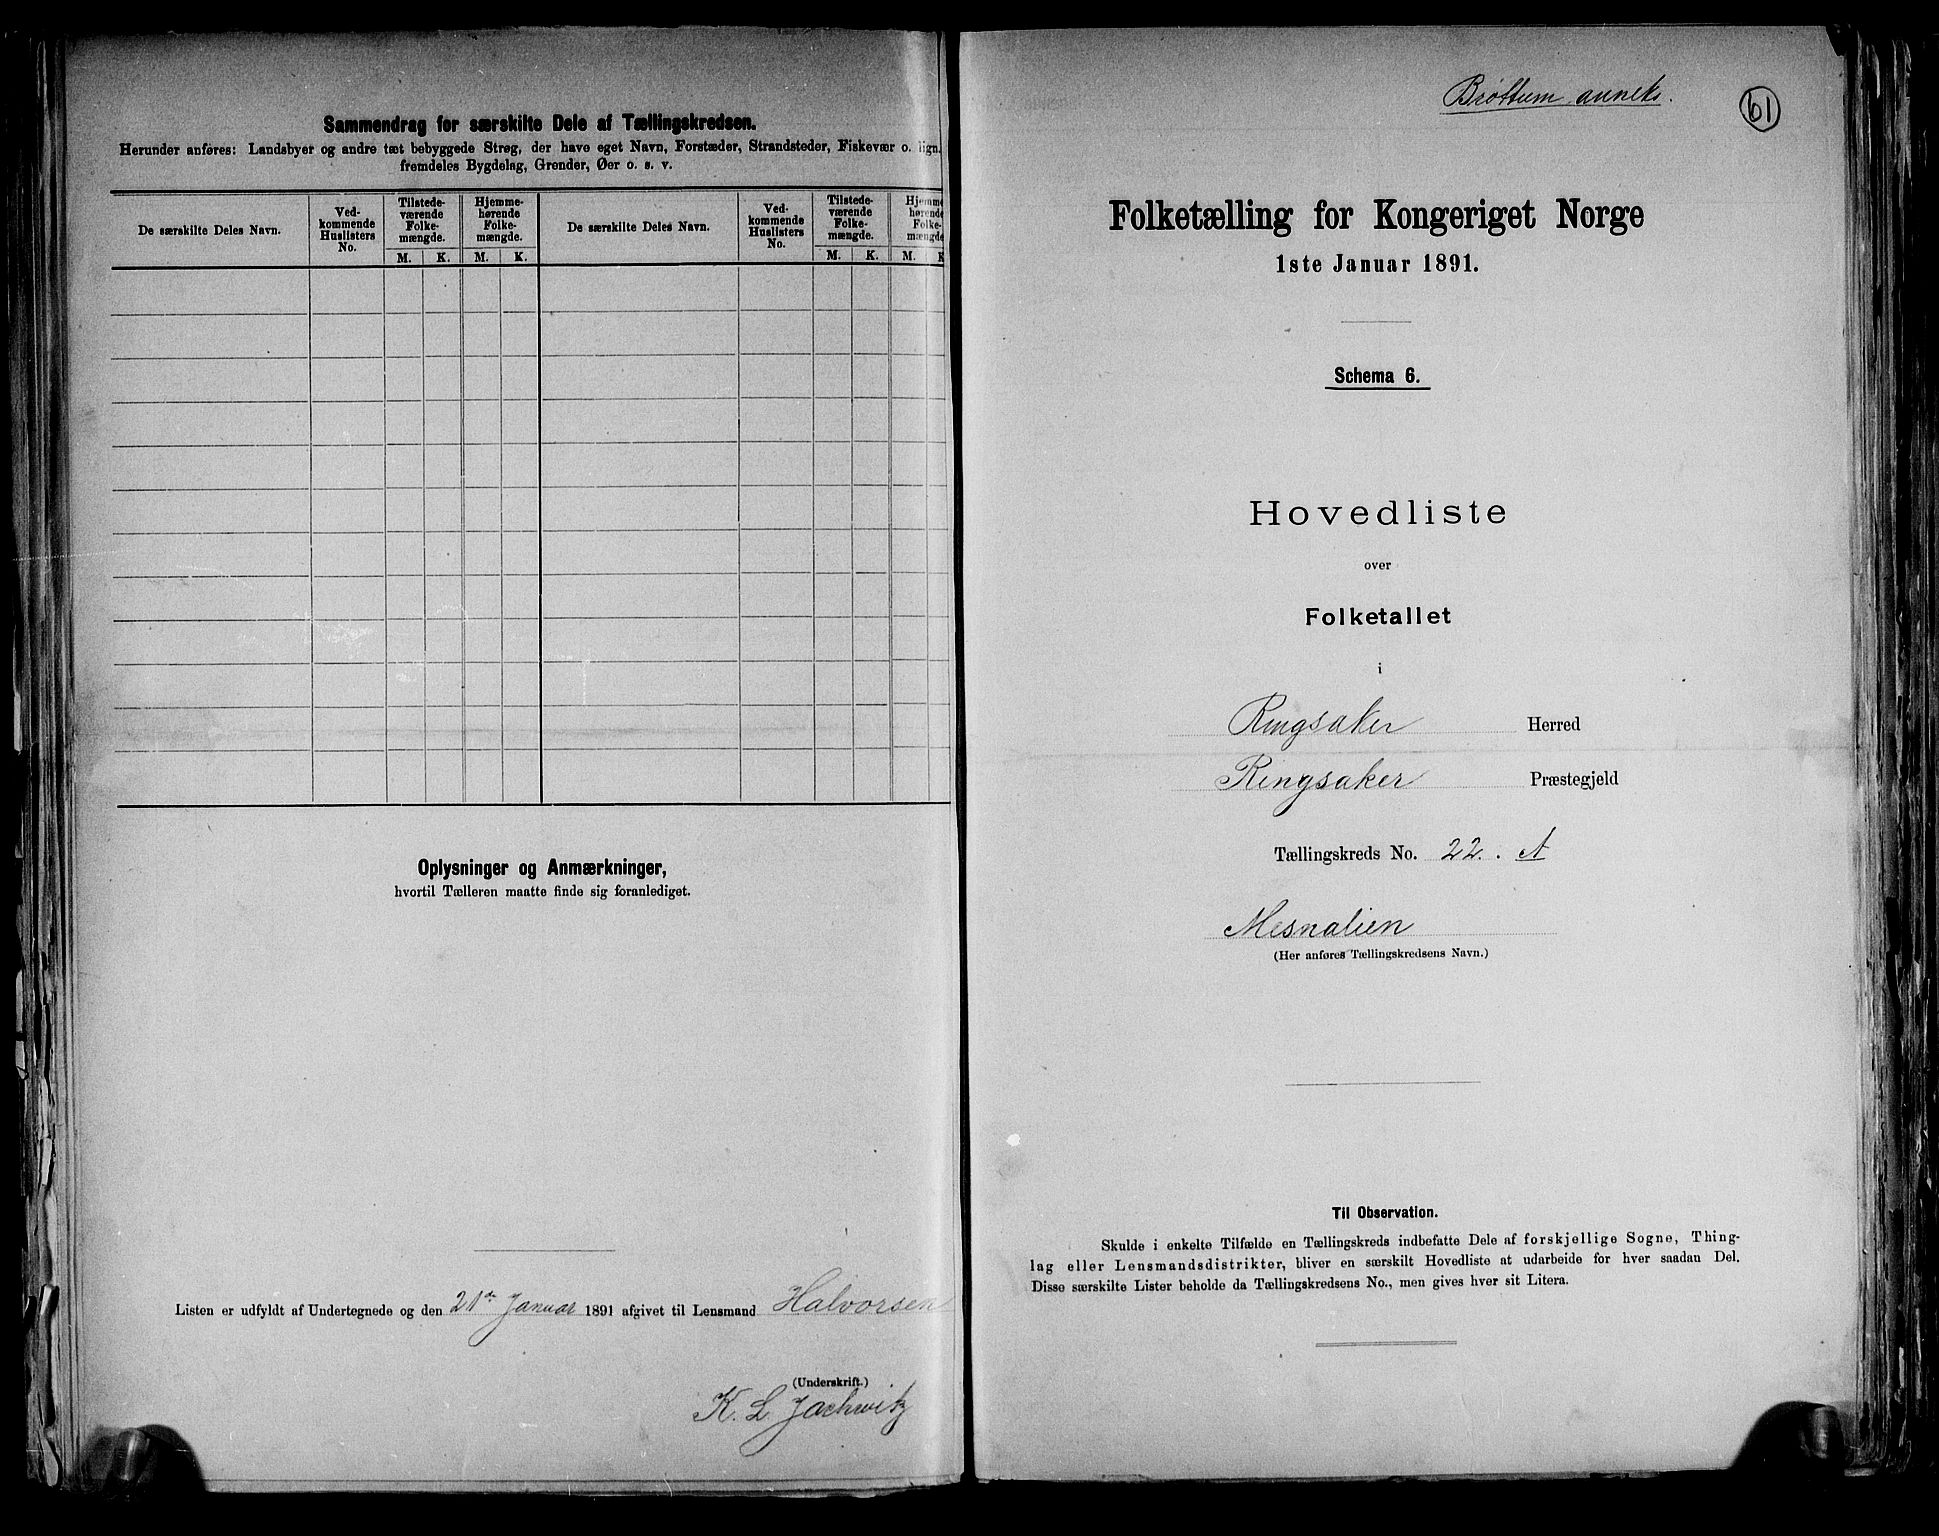 Sammendrag for særskilte Dele af Tællingskredsen.
Herunder anføres: Landsbyer og andre tæt bebyggede Strøg, der have eget Navn, Forstæder, Strandsteder, Fiskevær o. lign.
fremdeles Bygdelag, Grender, Øer o. s. v.
De særskilte Deles Navn.
Ved-
kommende
Huslisters
No.
Tilstede-
værende
Folke-
mængde.
Hjemme-
hørende
Folke-
mængde.
M. K. M. K.
De særskilte Deles Navn.
Ved-
kommende
Huslisters
No.
Tilstede-
værende
Folke-
mængde.
Hjemme
hørende
Folke-
mængde
M. K. M. K
Oplysninger og Anmærkninger,
hvortil Tælleren maatte finde sig foranlediget.
Listen er udfyldt af Undertegnede og den 21de Januar 1891 afgivet til Lensmand Halvorsen
(Underskrift.)
K. L. Jachwitz
Brøttum anneks.
61
Folketælling for Kongeriget Norge
1ste Januar 1891.
Schema 6.
Hovedliste
over
Folketallet
i
Ringsaker Herred
Ringsaker Præstegjeld
Tællingskreds No. 22. A
Mesnalien
(Her anføres Tællingskredsens Navn.)
Til Observation.
Skulde i enkelte Tilfælde en Tællingskreds indbefatte Dele af forskjellige Sogne, Thing-
lag eller Lensmandsdistrikter, bliver en særskilt Hovedliste at udarbeide for hver saadan Del.
Disse særskilte Lister beholde da Tællingskredsens No., men gives hver sit Litera.